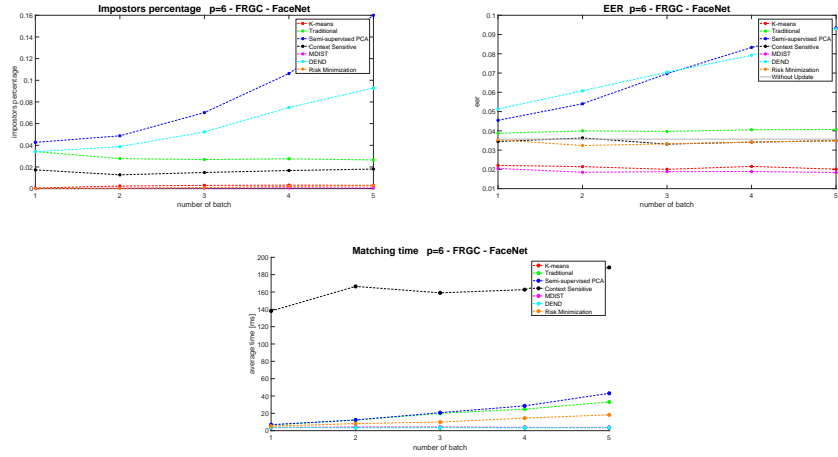 Impostors percentage p=6 - FRGC - FaceNet
0.16
0.14
0.12
0.1
0.08
0.06
0.04
0.02
0
impostors percentage
1
2
3
4
5
number of batch
K-means
Traditional
Semi-supervised PCA
Context Sensitive
MDIST
DEND
Risk Minimization
EER p=6 - FRGC - FaceNet
0.1
0.09
0.08
0.07
0.06
0.05
0.04
0.03
0.02
0.01
eer
1
2
3
4
5
number of batch
K-means
Traditional
Semi-supervised PCA
Context Sensitive
MDIST
DEND
Risk Minimization
Without Update
Matching time p=6 - FRGC - FaceNet
200
180
160
140
120
100
80
60
40
20
0
average time [ms]
1
2
3
4
5
number of batch
K-means
Traditional
Semi-supervised PCA
Context Sensitive
MDIST
DEND
Risk Minimization